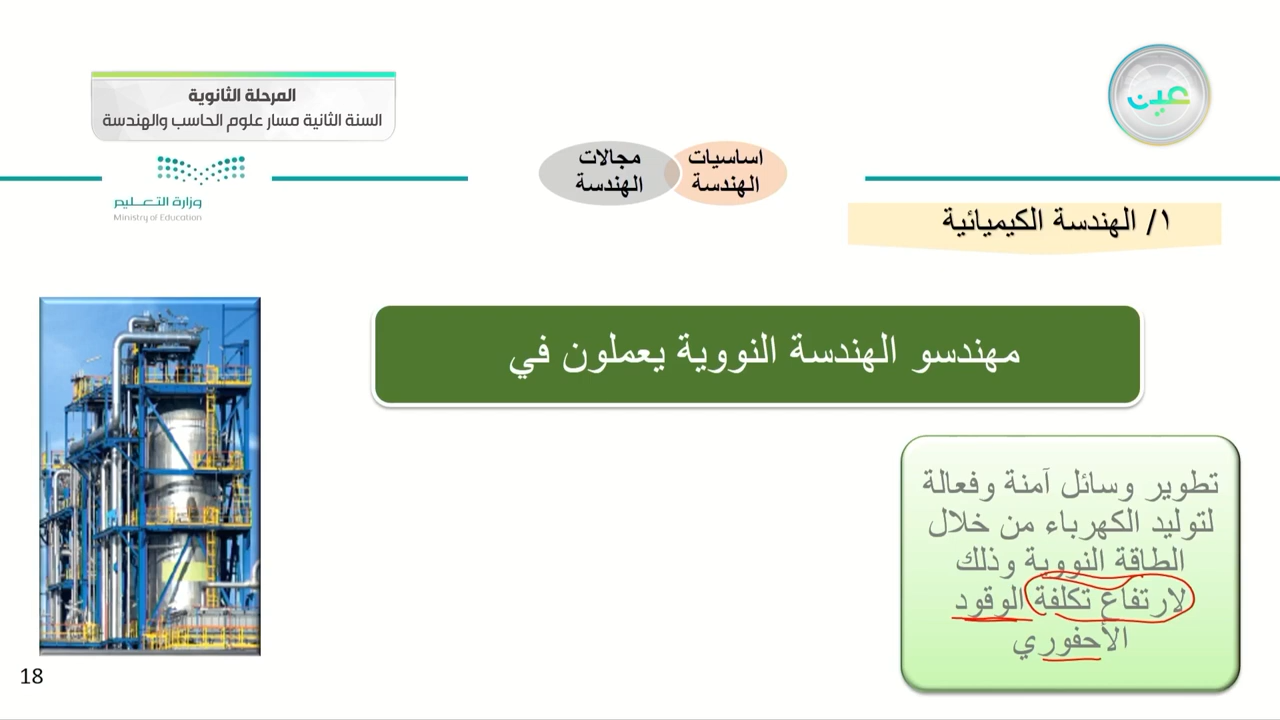 المرحلة الثانوية
السنة الثانية مسار علوم الحاسب والهندسة
عين
وزارة التعـــليم
Ministry of Education
اساسيات
الهندسة
مجالات
الهندسة
١/ الهندسة الكيميائية
مهندسو الهندسة النووية يعملون في
تطوير وسائل آمنة وفعالة
لتوليد الكهرباء من خلال
الطاقة النووية وذلك
لارتفاع تكلفة الوقود
الأحفوري
18